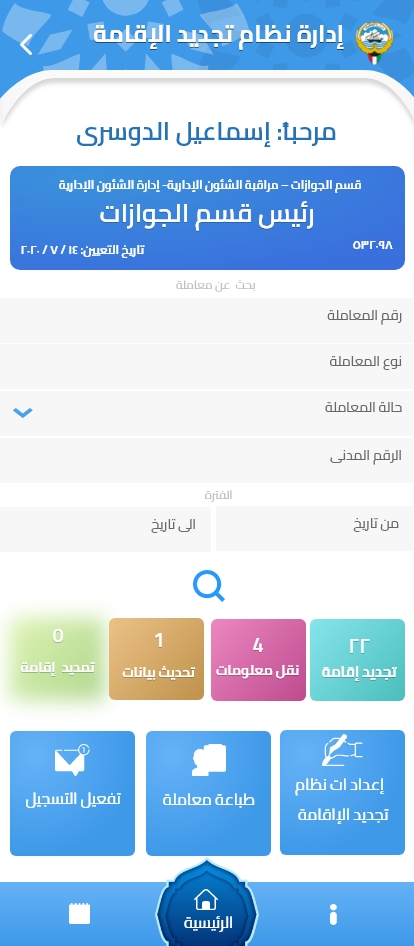 إدارة نظام تجديد الإقامة
مرحباً: إسماعيل الدوسرى
قسم الجوازات – مراقبة الشئون الإدارية- إدارة الشئون الإدارية
رئيس قسم الجوازات
٥٣٢٠٩٨
تاريخ التعيين: ١٤ / ٧ / ٢٠٢٠
بحث عن معاملة
رقم المعاملة
نوع المعاملة
حالة المعاملة
الرقم المدنى
الفترة
من تاريخ
الى تاريخ
٢٢
تجديد إقامة
4
نقل معلومات
1
تحديث بيانات
0
تمديد إقامة
إعداد ات نظام
تجديد الإاقامة
طباعة معاملة
1
تفعيل التسجيل
الرئيسية